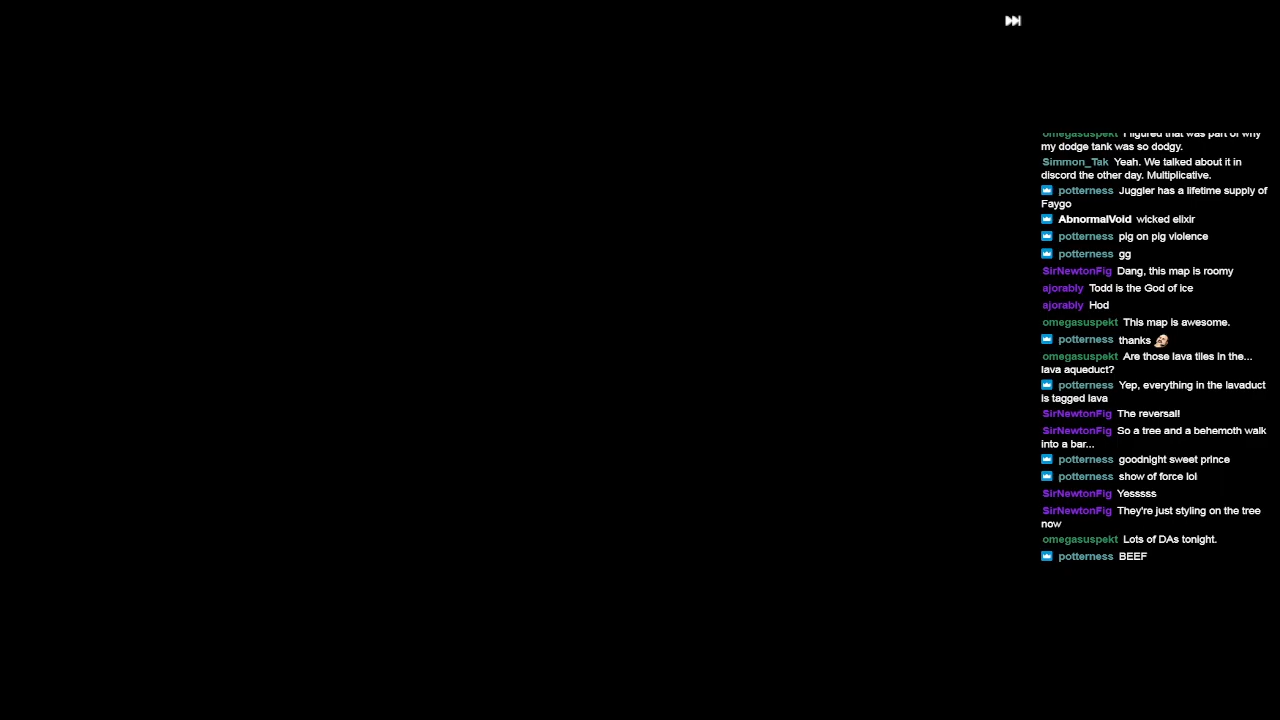 omegasuspekt I figured that was part of why
my dodge tank was so dodgy.
Simmon_Tak Yeah. We talked about it in
discord the other day. Multiplicative.
potterness Juggler has a lifetime supply of
Faygo
AbnormalVoid wicked elixir
potterness pig on pig violence
potterness gg
SirNewtonFig Dang, this map is roomy
ajorably Todd is the God of ice
ajorably Hod
omegasuspekt This map is awesome.
potterness thanks
omegasuspekt Are those lava tiles in the...
lava aqueduct?
potterness Yep, everything in the lavaduct
is tagged lava
SirNewtonFig The reversal!
SirNewtonFig So a tree and a behemoth walk
into a bar...
potterness goodnight sweet prince
potterness show of force lol
SirNewtonFig Yesssss
SirNewtonFig They're just styling on the tree
now
omegasuspekt Lots of DAs tonight.
potterness BEEF